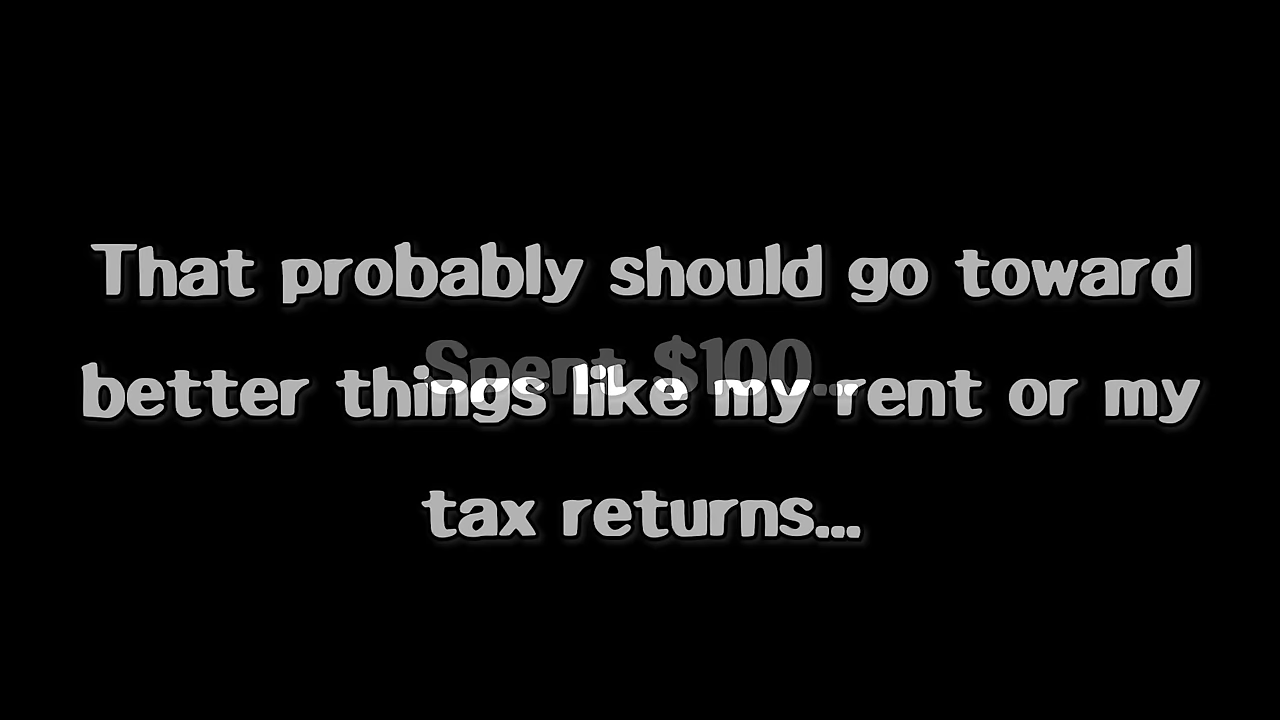 That probably should go toward
Spent $100...
better things like my rent or my
tax returns...